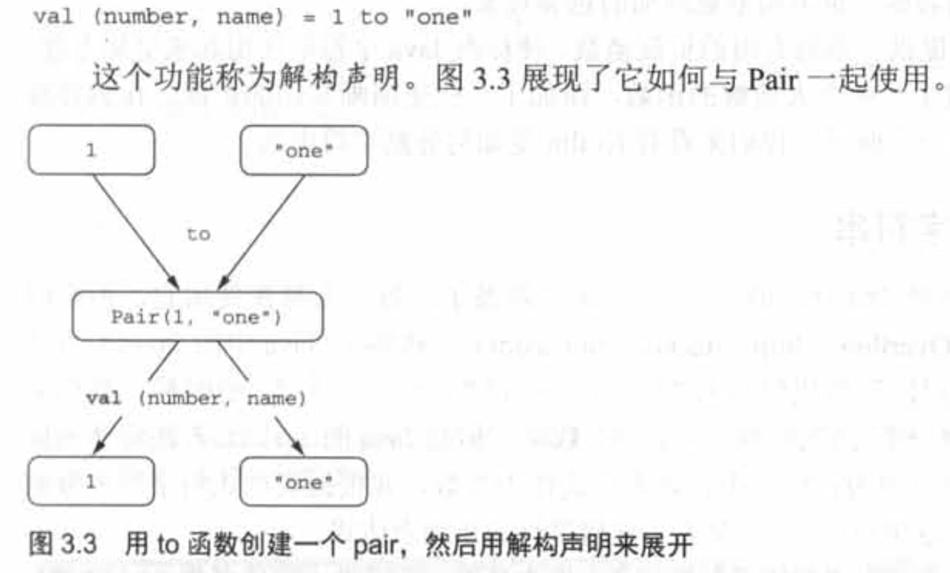 val (number, name) = 1 to "one"
这个功能称为解构声明。图 3.3 展现了它如何与 Pair 一起使用。
1 "one"
to
Pair(1, "one")
val (number, name)
1 "one"
图 3.3 用 to 函数创建一个 pair，然后用解构声明来展开